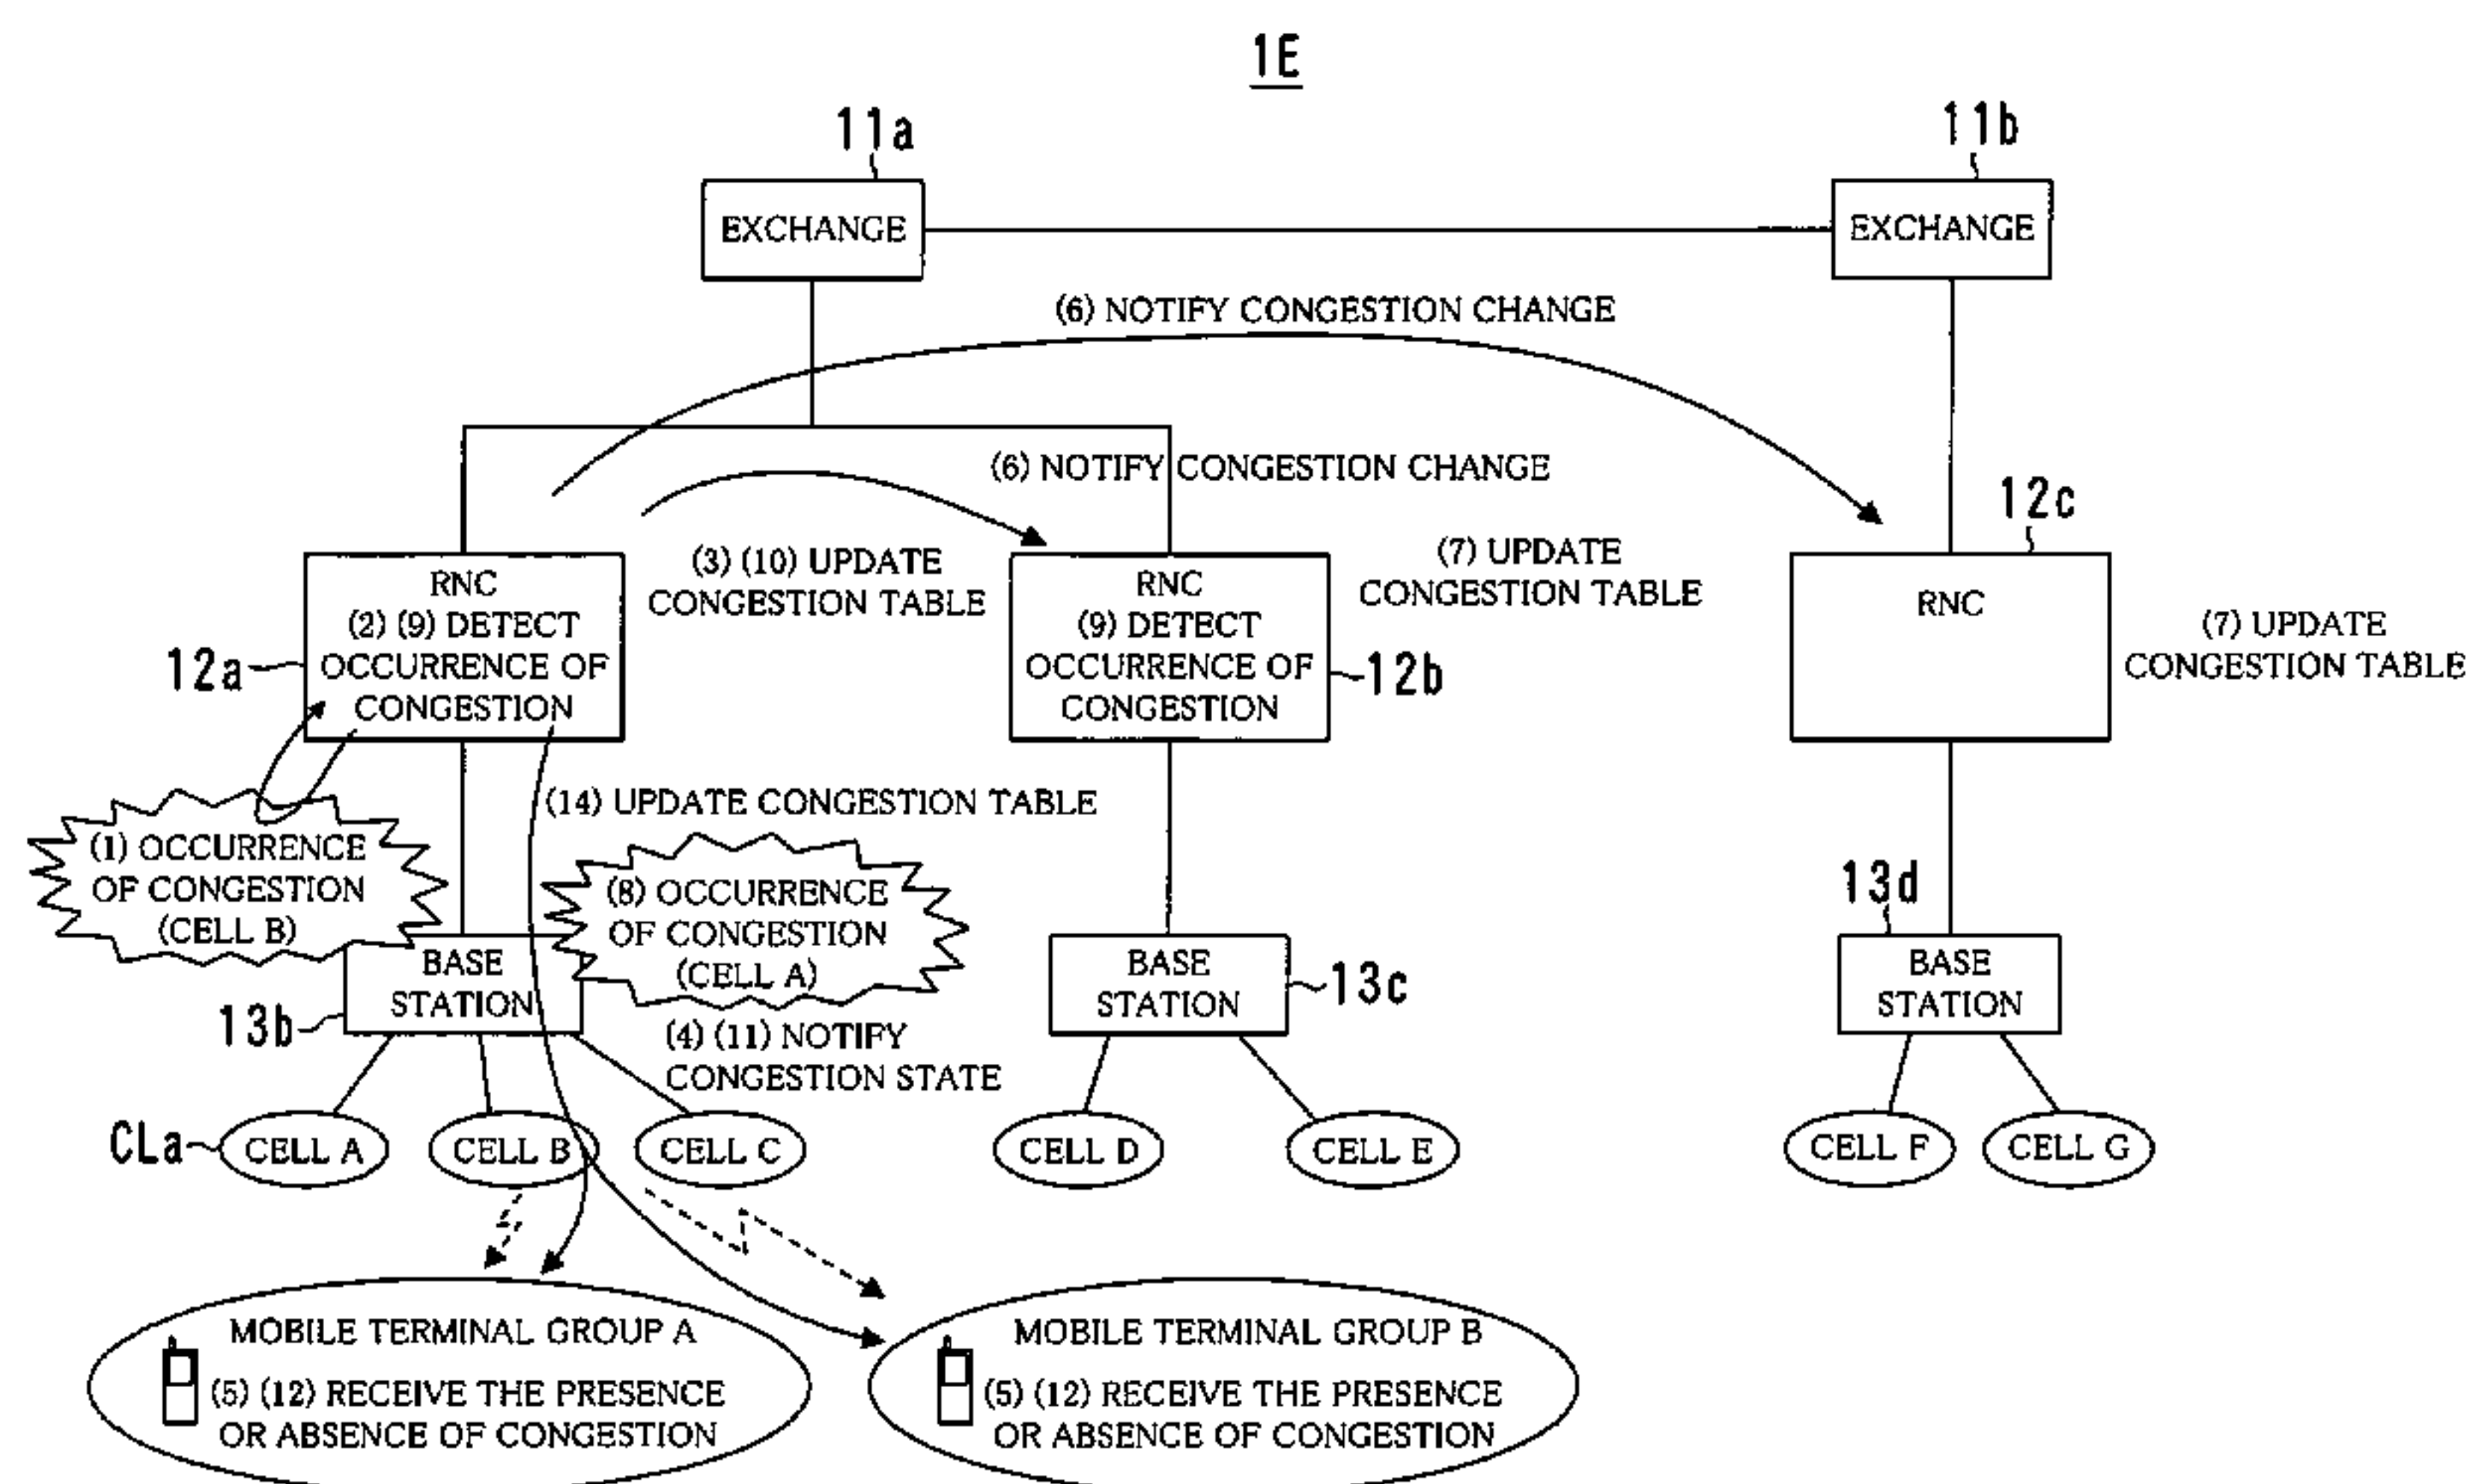 1E
11a
11b
EXCHANGE
EXCHANGE
(6) NOTIFY CONGESTION CHANGE
(6) NOTIFY CONGESTION CHANGE
12c
RNC
(2) (9) DETECT
OCCURRENCE OF
CONGESTION
12a
(3) (10) UPDATE
CONGESTION TABLE
RNC
(9) DETECT
OCCURRENCE OF
CONGESTION
12b
(7) UPDATE
CONGESTION TABLE
RNC
(7) UPDATE
CONGESTION TABLE
(14) UPDATE CONGESTION TABLE
(1) OCCURRENCE
OF CONGESTION
(CELL B)
(8) OCCURRENCE
OF CONGESTION
(CELL A)
BASE
STATION
13b
BASE
STATION
13c
13d
BASE
STATION
(4) (11) NOTIFY
CONGESTION STATE
CLa
CELL A
CELL B
CELL C
CELL D
CELL E
CELL F
CELL G
MOBILE TERMINAL GROUP A
(5) (12) RECEIVE THE PRESENCE
OR ABSENCE OF CONGESTION
MOBILE TERMINAL GROUP B
(5) (12) RECEIVE THE PRESENCE
OR ABSENCE OF CONGESTION